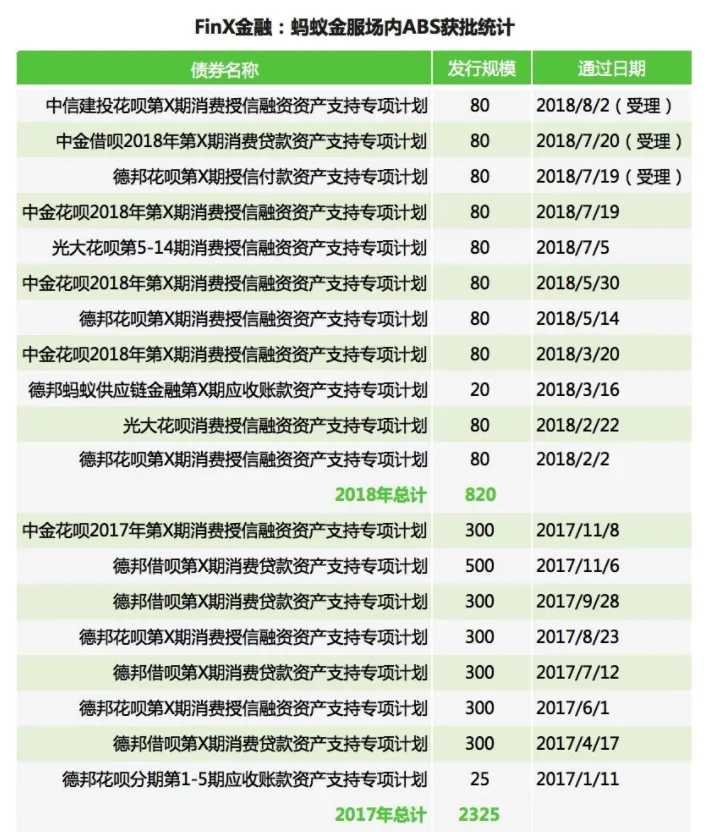 FinX金融：蚂蚁金服场内ABS获批统计
债券名称 发行规模 通过日期
中信建投花呗第X期消费授信融资资产支持专项计划 80 2018/8/2（受理）
中金借呗2018年第X期消费贷款资产支持专项计划 80 2018/7/20（受理）
德邦花呗第X期授信付款资产支持专项计划 80 2018/7/19（受理）
中金花呗2018年第X期消费授信融资资产支持专项计划 80 2018/7/19
光大花呗第5-14期消费授信融资资产支持专项计划 80 2018/7/5
中金花呗2018年第X期消费授信融资资产支持专项计划 80 2018/5/30
德邦花呗第X期消费授信融资资产支持专项计划 80 2018/5/14
中金花呗2018年第X期消费授信融资资产支持专项计划 80 2018/3/20
德邦蚂蚁供应链金融第X期应收账款资产支持专项计划 20 2018/3/16
光大花呗消费授信融资资产支持专项计划 80 2018/2/22
德邦花呗第X期消费授信融资资产支持专项计划 80 2018/2/2
2018年总计 820
中金花呗2017年第X期消费授信融资资产支持专项计划 300 2017/11/8
德邦借呗第X期消费贷款资产支持专项计划 500 2017/11/6
德邦借呗第X期消费贷款资产支持专项计划 300 2017/9/28
德邦花呗第X期消费授信融资资产支持专项计划 300 2017/8/23
德邦借呗第X期消费贷款资产支持专项计划 300 2017/7/12
德邦花呗第X期消费授信融资资产支持专项计划 300 2017/6/1
德邦借呗第X期消费贷款资产支持专项计划 300 2017/4/17
德邦花呗分期第1-5期应收账款资产支持专项计划 25 2017/1/11
2017年总计 2325